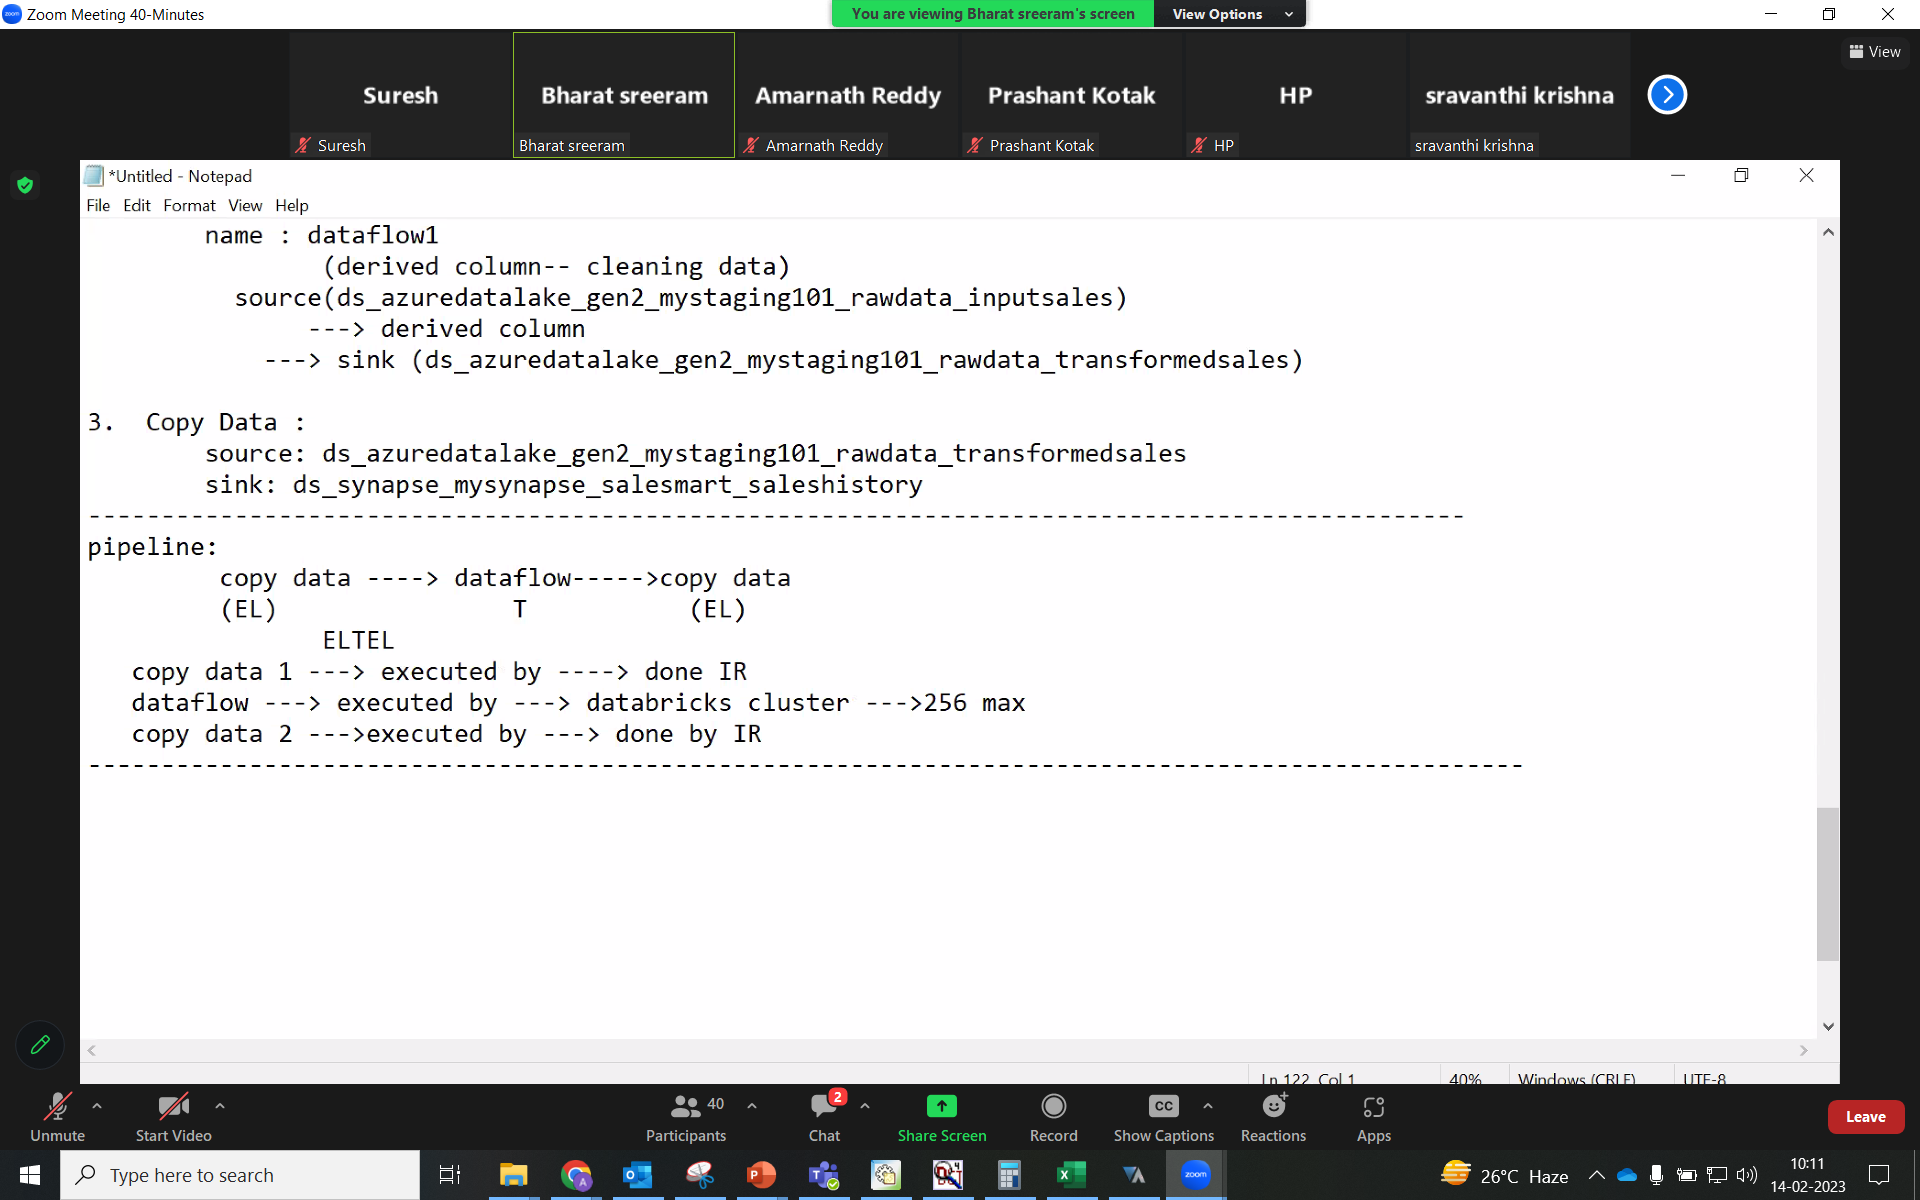 Zoom Meeting 40-Minutes
You are viewing Bharat sreeram's screen
View Options
View
Suresh
Bharat sreeram
Amarnath Reddy
Prashant Kotak
HP
sravanthi krishna
Suresh
Bharat sreeram
Amarnath Reddy
Prashant Kotak
HP
sravanthi krishna
*Untitled - Notepad
File Edit Format View Help
name : dataflow1
(derived column-- cleaning data)
source(ds_azuredatalake_gen2_mystaging101_rawdata_inputsales)
---> derived column
---> sink (ds_azuredatalake_gen2_mystaging101_rawdata_transformedsales)
3. Copy Data :
source: ds_azuredatalake_gen2_mystaging101_rawdata_transformedsales
sink: ds_synapse_mysynapse_salesmart_saleshistory
----------------------------------------------------------------------------------------------
pipeline:
copy data ----> dataflow----->copy data
(EL) T (EL)
ELTEL
copy data 1 ---> executed by ----> done IR
dataflow ---> executed by ---> databricks cluster --->256 max
copy data 2 --->executed by ---> done by IR
--------------------------------------------------------------------------------------------------
Ln 122, Col 1 40% Windows (CRLF) UTF-8
Unmute
Start Video
40
Participants
2
Chat
Share Screen
Record
CC
Show Captions
Reactions
Apps
Leave
Type here to search
zoom
26°C Haze
10:11
14-02-2023